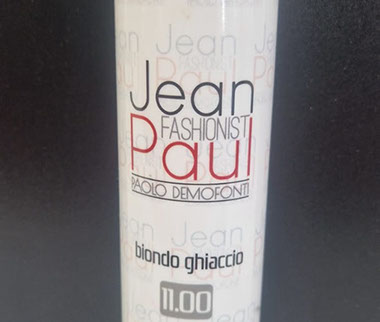 Jean
FASHIONIST
Paul
PAOLO DEMOFONTI
biondo ghiaccio
11.00